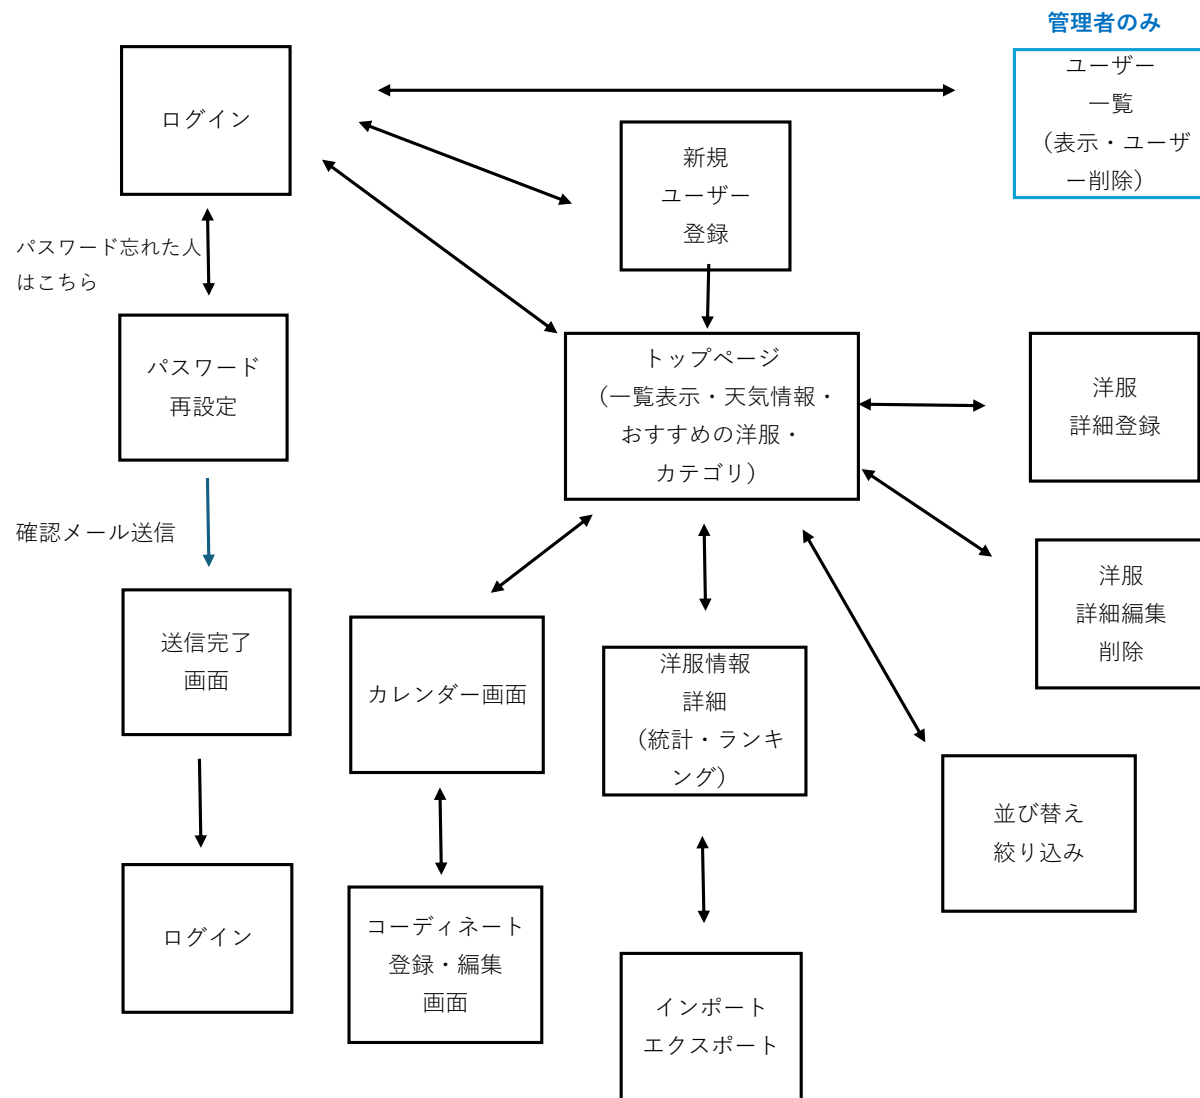 管理者のみ
ユーザー
一覧
（表示・ユーザ
ー削除）
ログイン
新規
ユーザー
登録
パスワード忘れた人
はこちら
パスワード
再設定
トップページ
（一覧表示・天気情報・
おすすめの洋服・
カテゴリ）
洋服
詳細登録
確認メール送信
洋服
詳細編集
削除
送信完了
画面
カレンダー画面
洋服情報
詳細
（統計・ランキ
ング）
並び替え
絞り込み
ログイン
コーディネート
登録・編集
画面
インポート
エクスポート